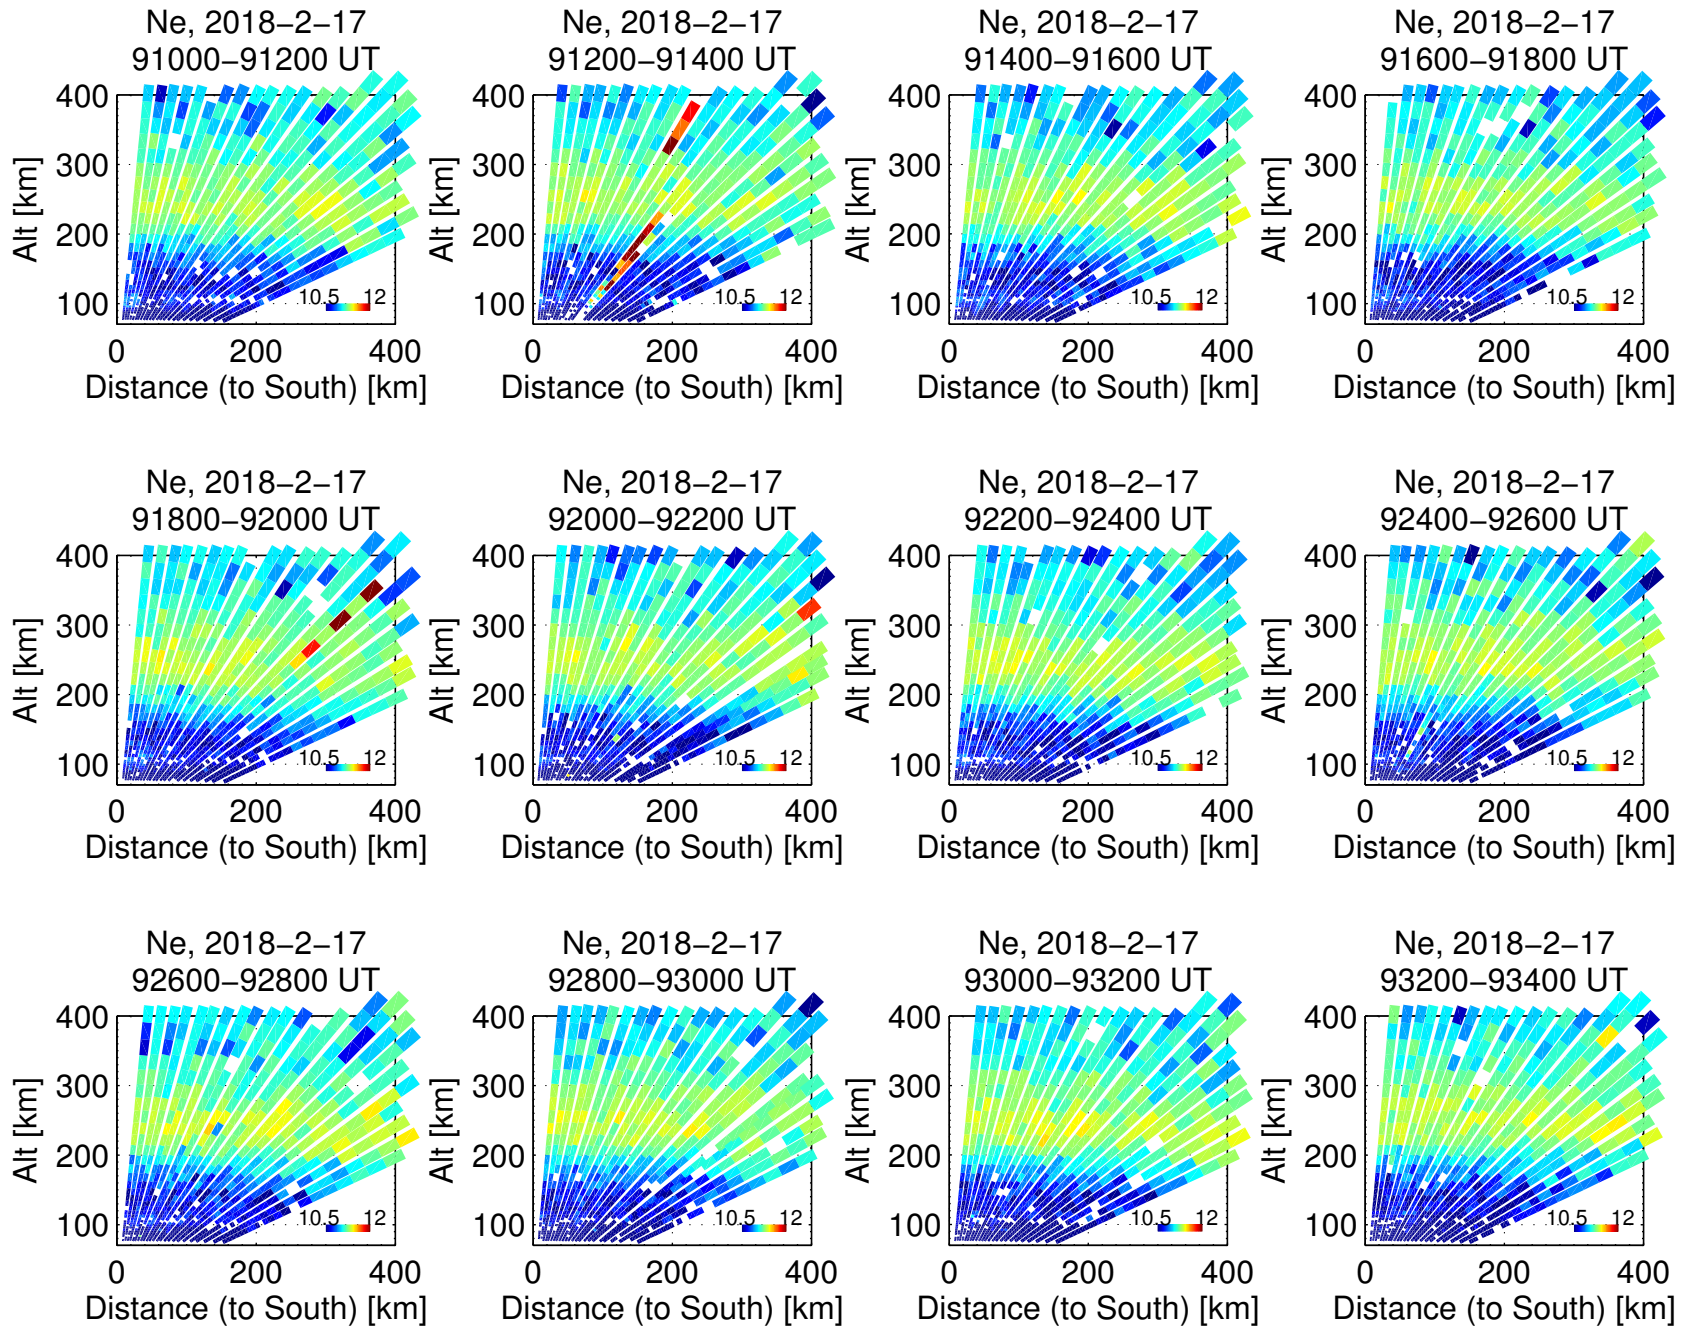 Ne, 2018−2−17
91000−91200 UT
400
300
200
100
Alt [km]
10.5 12
0 200 400
Distance (to South) [km]
Ne, 2018−2−17
91200−91400 UT
400
300
200
100
Alt [km]
10.5 12
0 200 400
Distance (to South) [km]
Ne, 2018−2−17
91400−91600 UT
400
300
200
100
Alt [km]
10.5 12
0 200 400
Distance (to South) [km]
Ne, 2018−2−17
91600−91800 UT
400
300
200
100
Alt [km]
10.5 12
0 200 400
Distance (to South) [km]
Ne, 2018−2−17
91800−92000 UT
400
300
200
100
Alt [km]
10.5 12
0 200 400
Distance (to South) [km]
Ne, 2018−2−17
92000−92200 UT
400
300
200
100
Alt [km]
10.5 12
0 200 400
Distance (to South) [km]
Ne, 2018−2−17
92200−92400 UT
400
300
200
100
Alt [km]
10.5 12
0 200 400
Distance (to South) [km]
Ne, 2018−2−17
92400−92600 UT
400
300
200
100
Alt [km]
10.5 12
0 200 400
Distance (to South) [km]
Ne, 2018−2−17
92600−92800 UT
400
300
200
100
Alt [km]
10.5 12
0 200 400
Distance (to South) [km]
Ne, 2018−2−17
92800−93000 UT
400
300
200
100
Alt [km]
10.5 12
0 200 400
Distance (to South) [km]
Ne, 2018−2−17
93000−93200 UT
400
300
200
100
Alt [km]
10.5 12
0 200 400
Distance (to South) [km]
Ne, 2018−2−17
93200−93400 UT
400
300
200
100
Alt [km]
10.5 12
0 200 400
Distance (to South) [km]